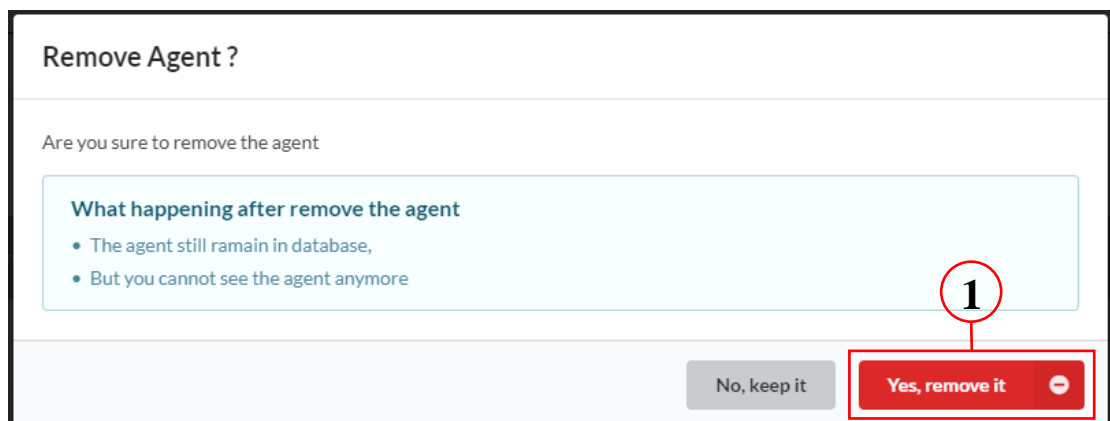 Remove Agent ?
Are you sure to remove the agent
What happening after remove the agent
• The agent still ramain in database,
• But you cannot see the agent anymore
1
No, keep it
Yes, remove it